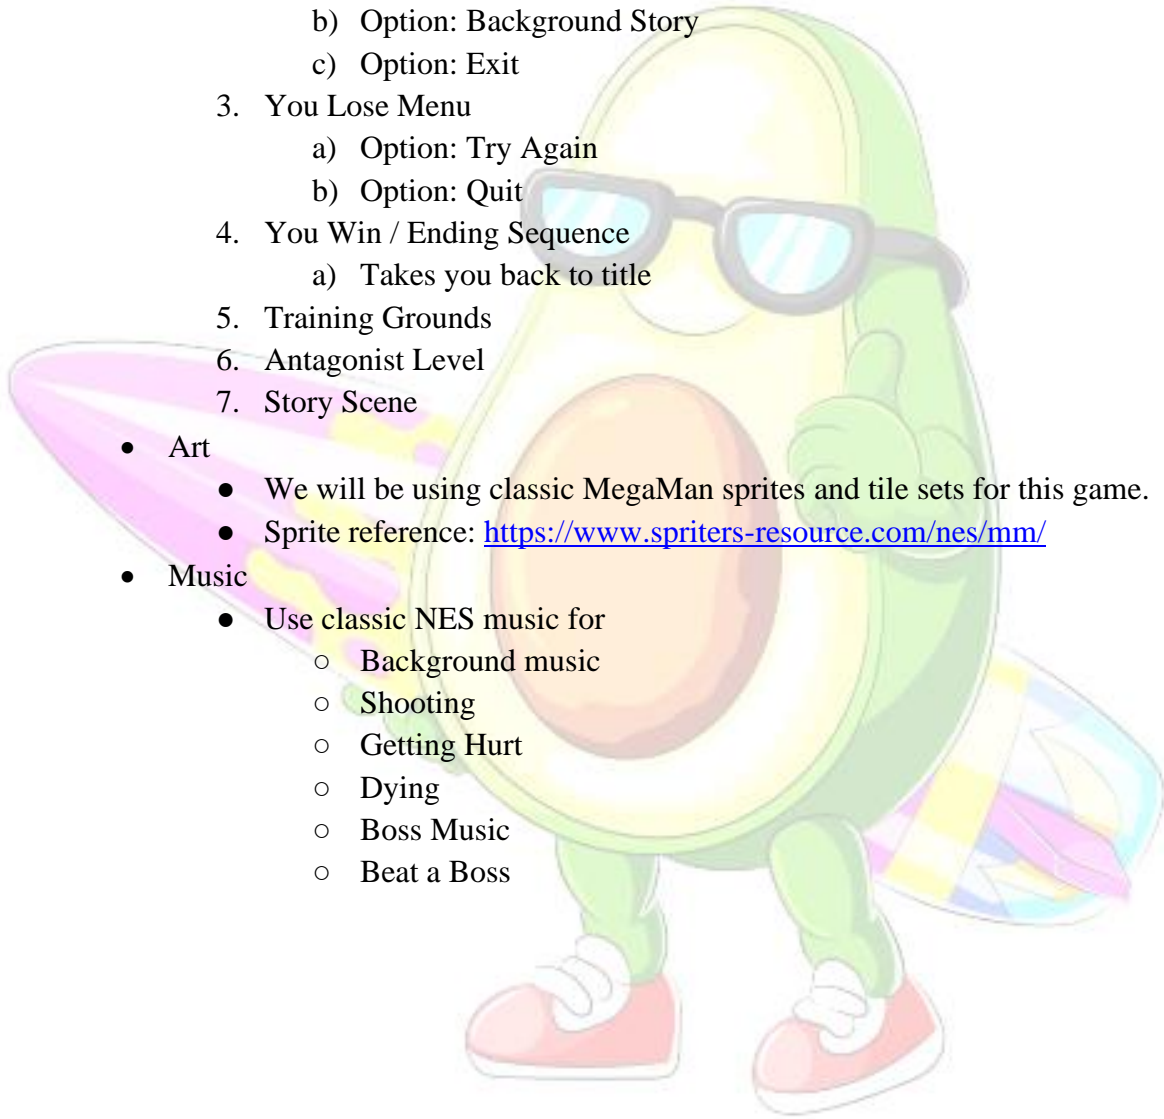 b) Option: Background Story
c) Option: Exit
3. You Lose Menu
a) Option: Try Again
b) Option: Quit
4. You Win / Ending Sequence
a) Takes you back to title
5. Training Grounds
6. Antagonist Level
7. Story Scene
• Art
● We will be using classic MegaMan sprites and tile sets for this game.
● Sprite reference: https://www.spriters-resource.com/nes/mm/
• Music
● Use classic NES music for
○ Background music
○ Shooting
○ Getting Hurt
○ Dying
○ Boss Music
○ Beat a Boss